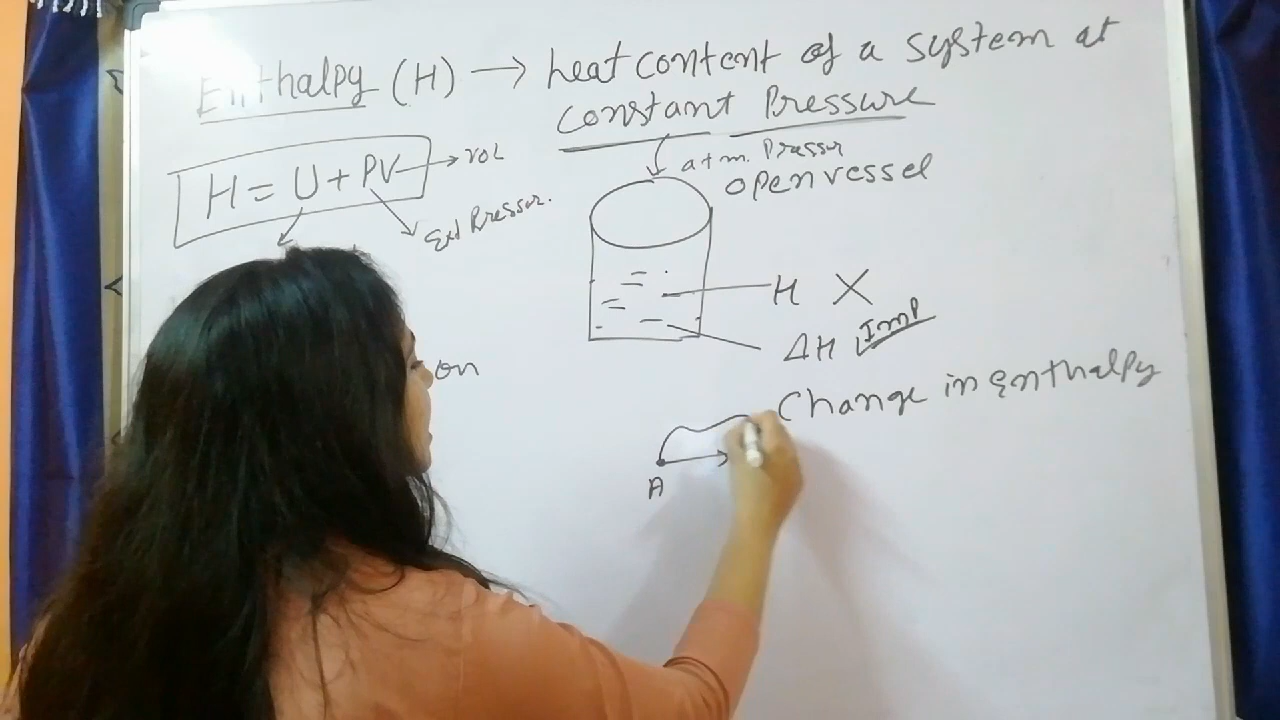 Enthalpy (H) → heat content of a system at
constant Pressure
H = U + PV → vol
Ext Pressur.
atm. Pressur
open vessel
H X
ΔH Imp
Change in Enthalpy
on
A